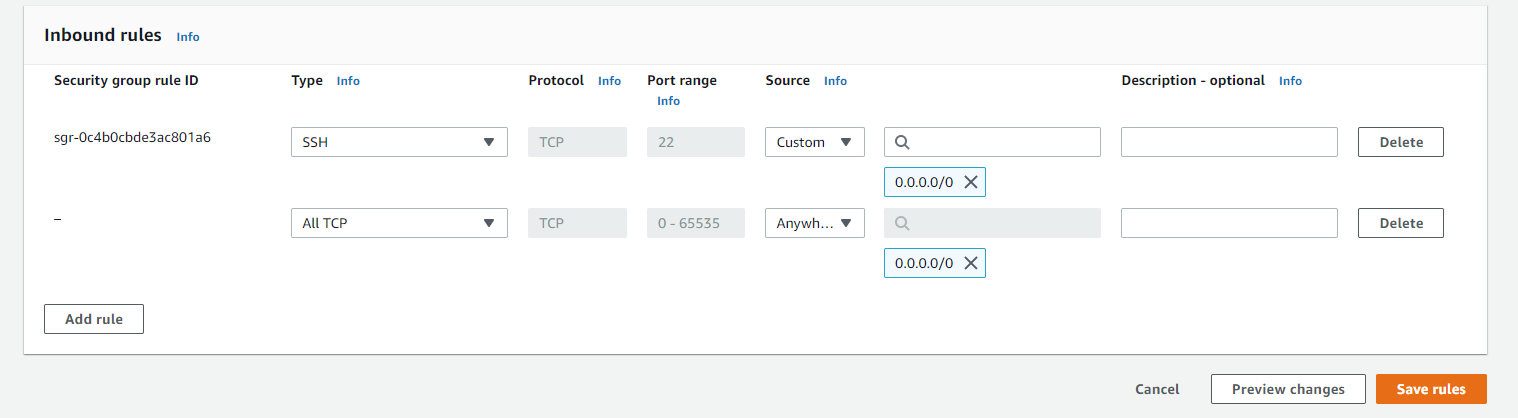 Inbound rules Info
Security group rule ID Type Info Protocol Info Port range Info Source Info Description - optional Info
sgr-0c4b0cbde3ac801a6 SSH TCP 22 Custom Delete
0.0.0.0/0
– All TCP TCP 0 - 65535 Anywh... Delete
0.0.0.0/0
Add rule
Cancel Preview changes Save rules